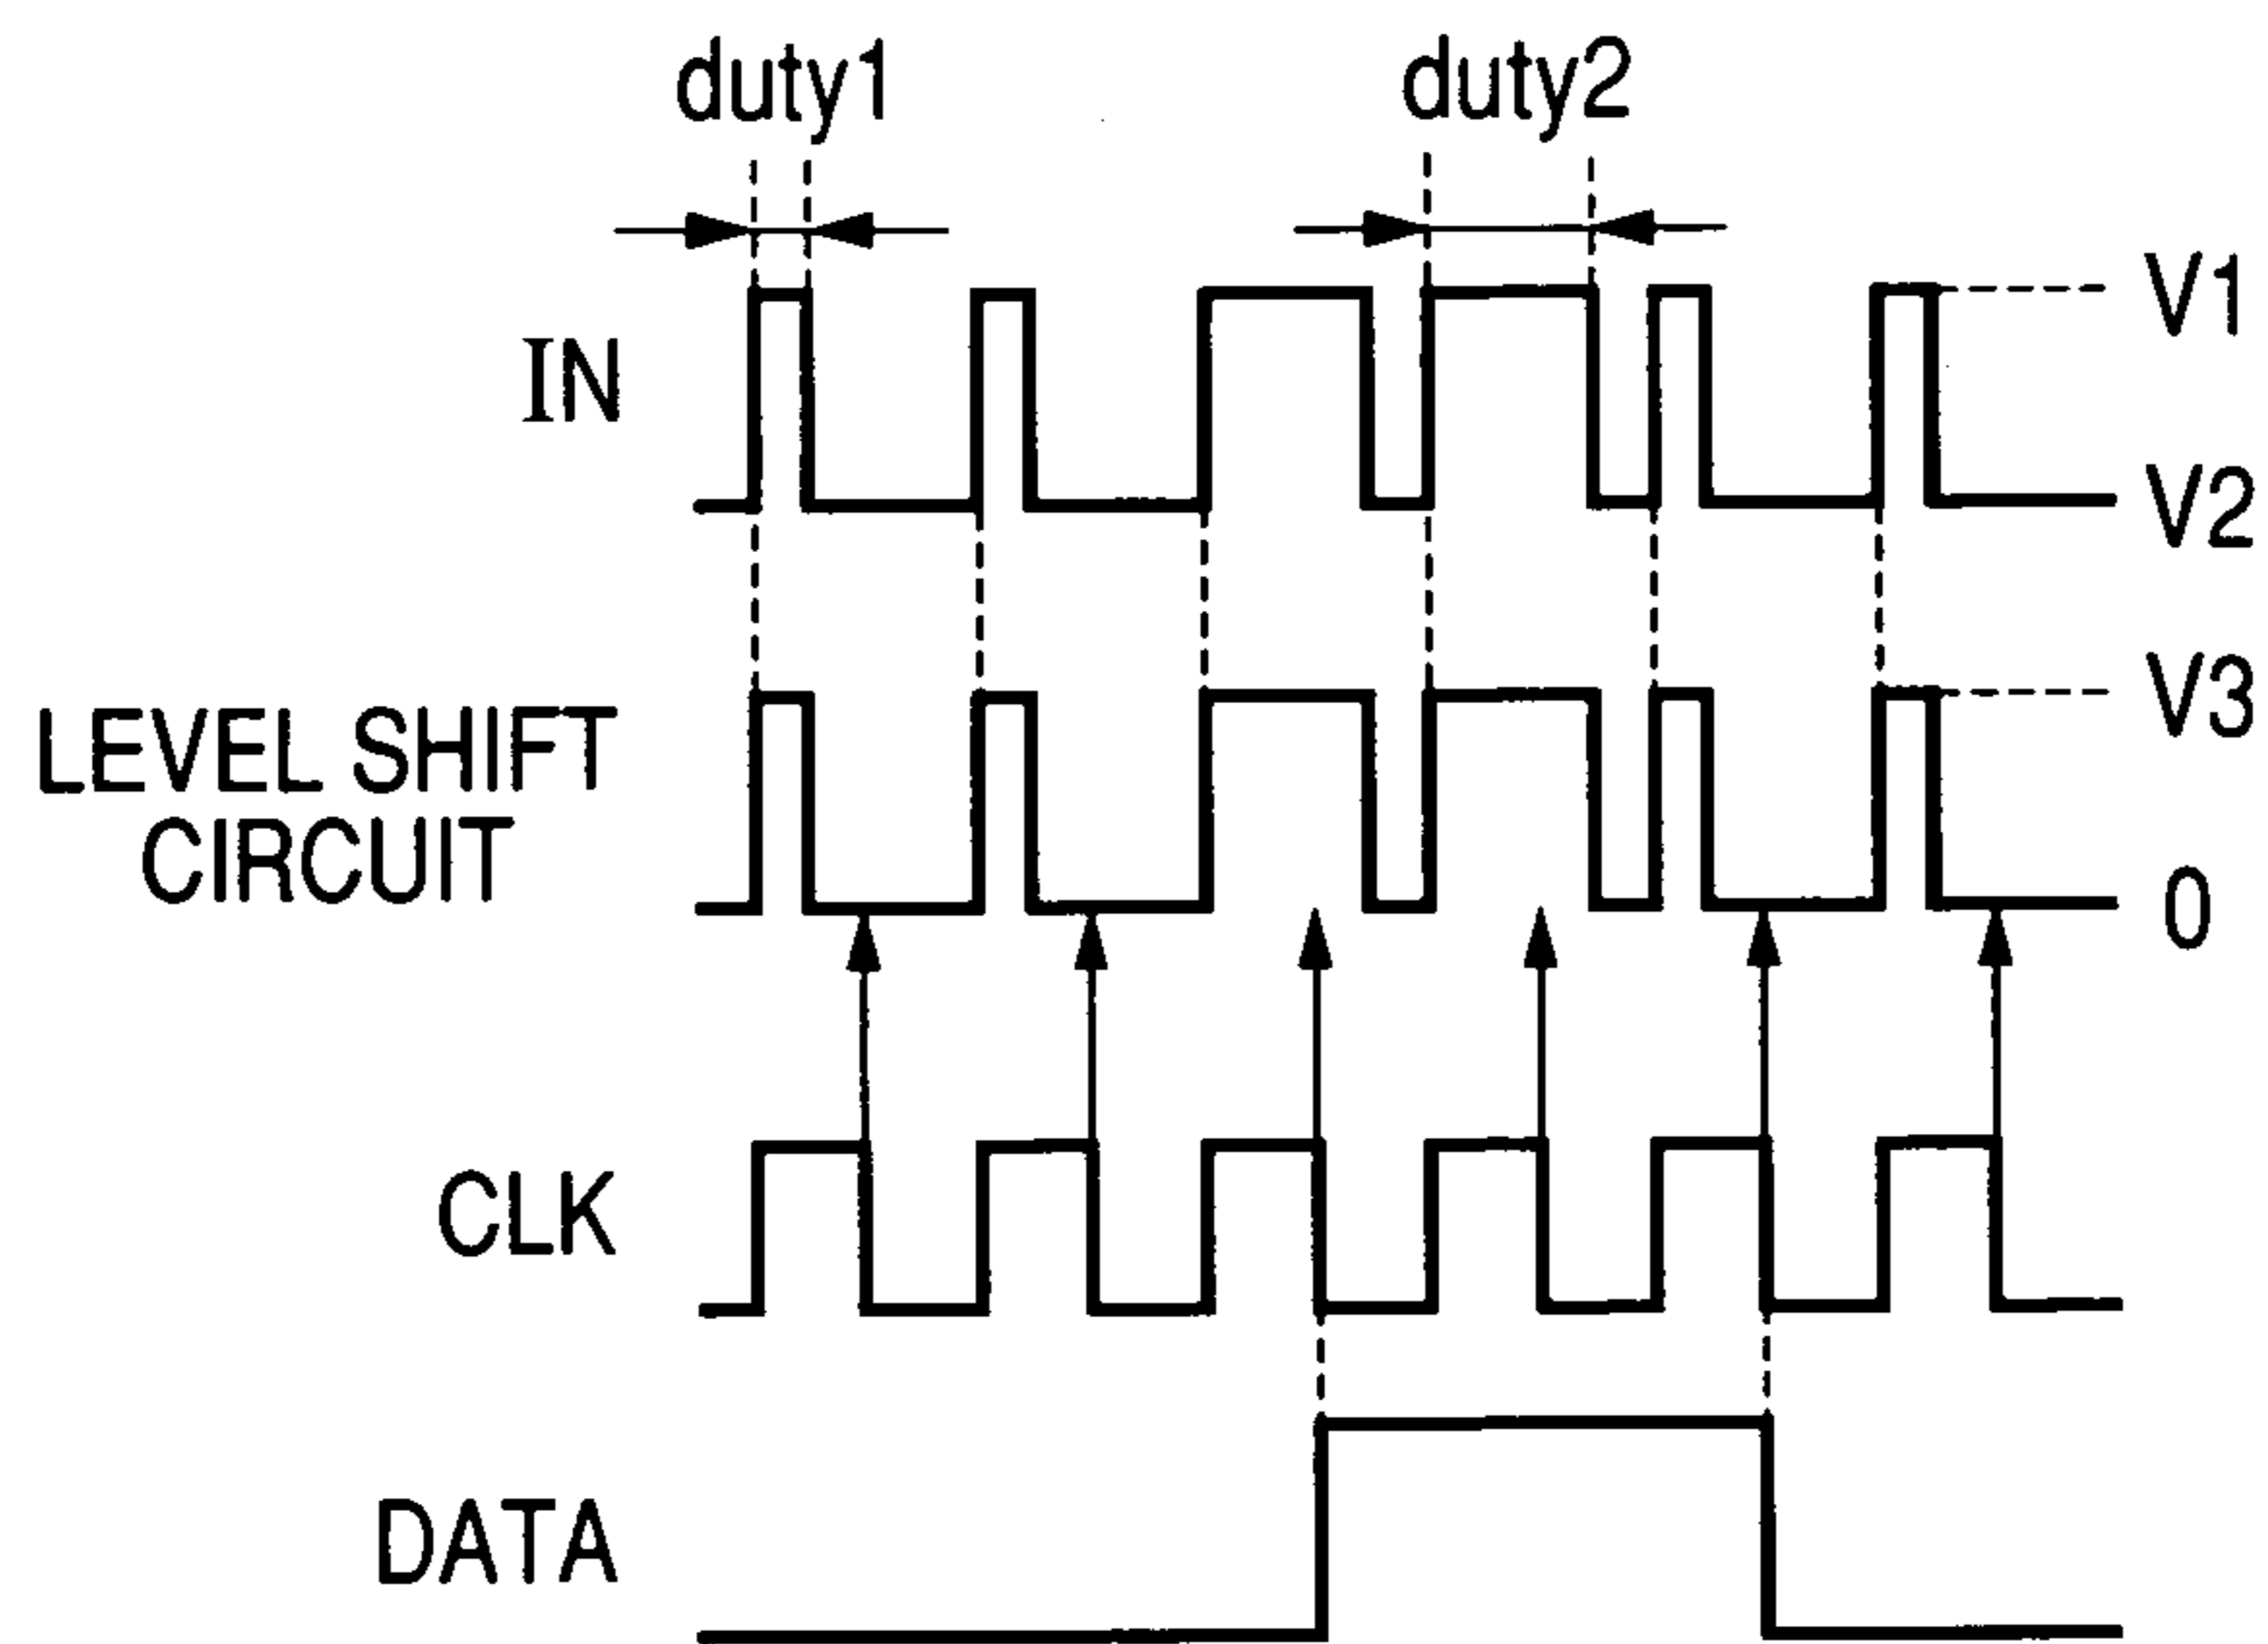 duty1 duty2
V1
IN
V2
V3
LEVEL SHIFT
CIRCUIT
0
CLK
DATA